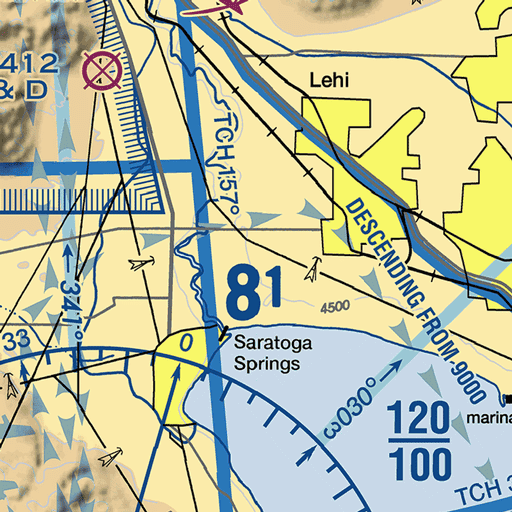 412
& D
Lehi
TCH 157°
DESCENDING FROM 9000
← 341°
8¹
4500
33
0
Saratoga
Springs
030° →
120
100
marina
TCH 3